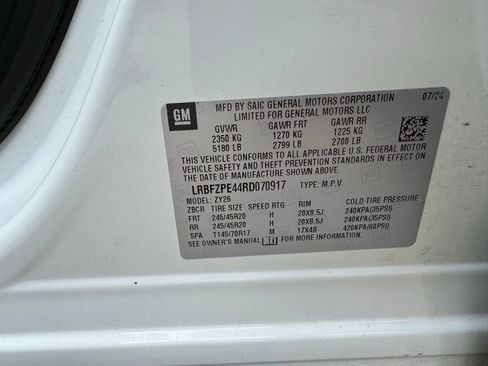 GM
MFD BY SAIC GENERAL MOTORS CORPORATION 07/24
LIMITED FOR GENERAL MOTORS LLC
GVWR GAWR FRT GAWR RR
2350 KG 1270 KG 1225 KG
5180 LB 2799 LB 2700 LB
THIS VEHICLE CONFORMS TO ALL APPLICABLE U.S. FEDERAL MOTOR
VEHICLE SAFETY AND THEFT PREVENTION STANDARDS IN EFFECT ON
THE DATE OF MANUFACTURE SHOWN ABOVE.
LRBFZPE44RD070917 TYPE: M.P.V.
MODEL: ZY26
ZBCR TIRE SIZE SPEED RTG RIM COLD TIRE PRESSURE
FRT 245/45R20 H 20X8.5J 240KPA(35PSI)
RR 245/45R20 H 20X8.5J 240KPA(35PSI)
SPA T145/70R17 M 17X4B 420KPA(60PSI)
SEE OWNER'S MANUAL FOR MORE INFORMATION.